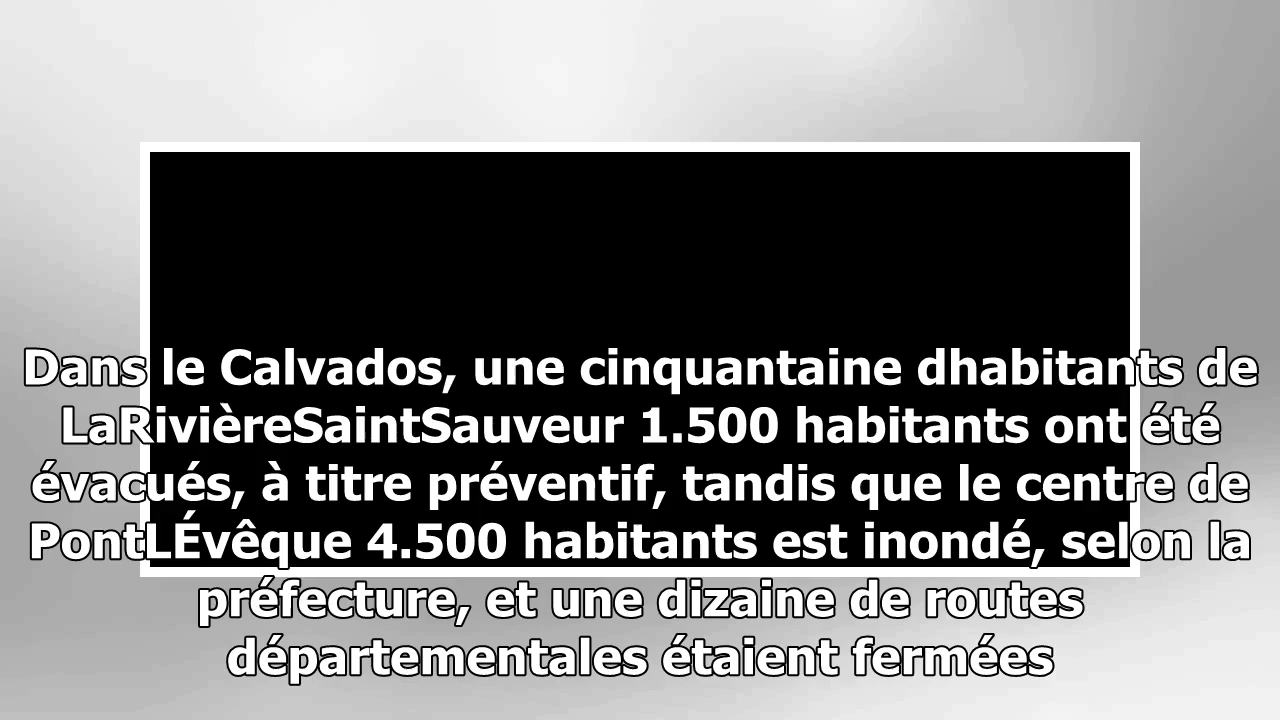 Dans le Calvados, une cinquantaine dhabitants de
LaRivièreSaintSauveur 1.500 habitants ont été
évacués, à titre préventif, tandis que le centre de
PontLÉvêque 4.500 habitants est inondé, selon la
préfecture, et une dizaine de routes
départementales étaient fermées